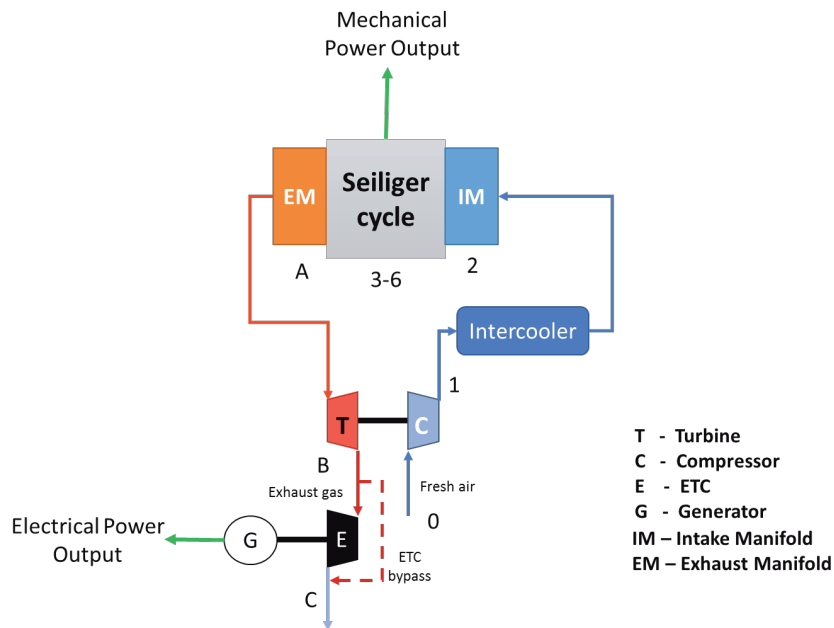 Mechanical
Power Output
EM
Seiliger
cycle
IM
A
3-6
2
Intercooler
1
T
C
B
Exhaust gas
Fresh air
0
Electrical Power
Output
G
E
ETC
bypass
C
T - Turbine
C - Compressor
E - ETC
G - Generator
IM – Intake Manifold
EM – Exhaust Manifold